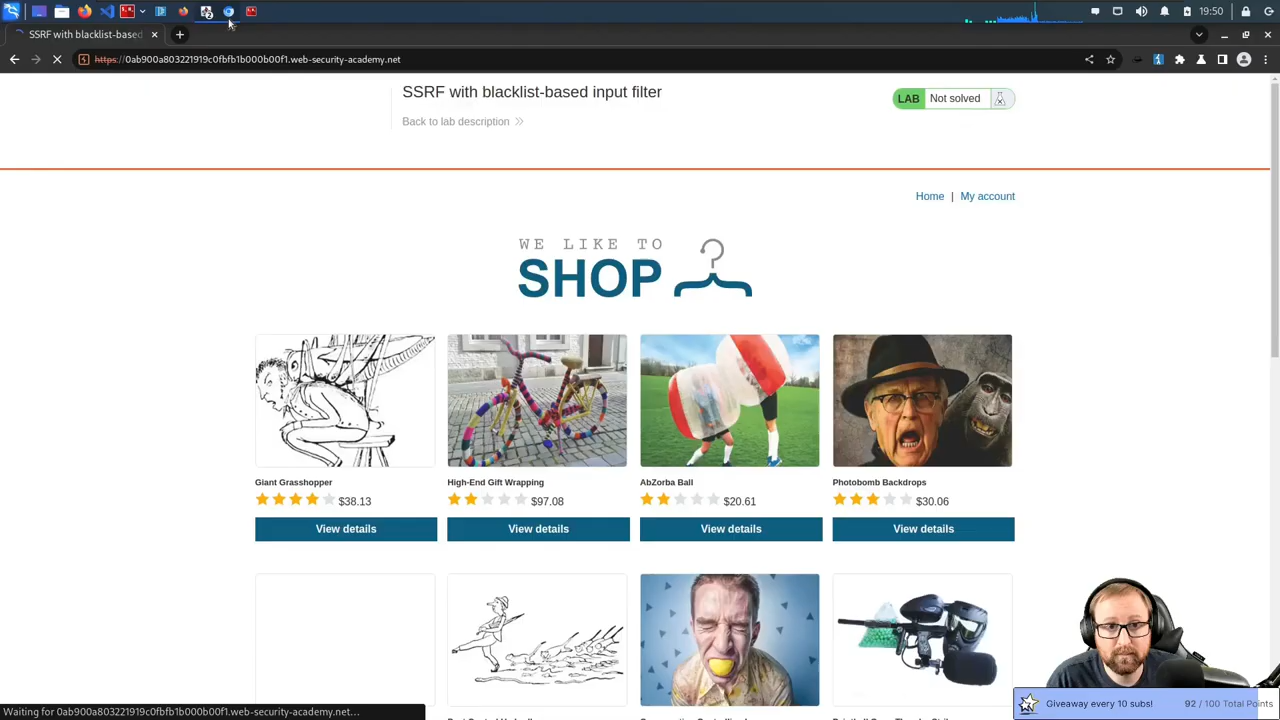 19:50
SSRF with blacklist-based
https://0ab900a803221919c0fbfb1b000b00f1.web-security-academy.net
SSRF with blacklist-based input filter
LAB Not solved
Back to lab description
Home | My account
WE LIKE TO
SHOP
Giant Grasshopper
High-End Gift Wrapping
AbZorba Ball
Photobomb Backdrops
$38.13
$97.08
$20.61
$30.06
View details
View details
View details
View details
Waiting for 0ab900a803221919c0fbfb1b000b00f1.web-security-academy.net...
Giveaway every 10 subs! 92 / 100 Total Points